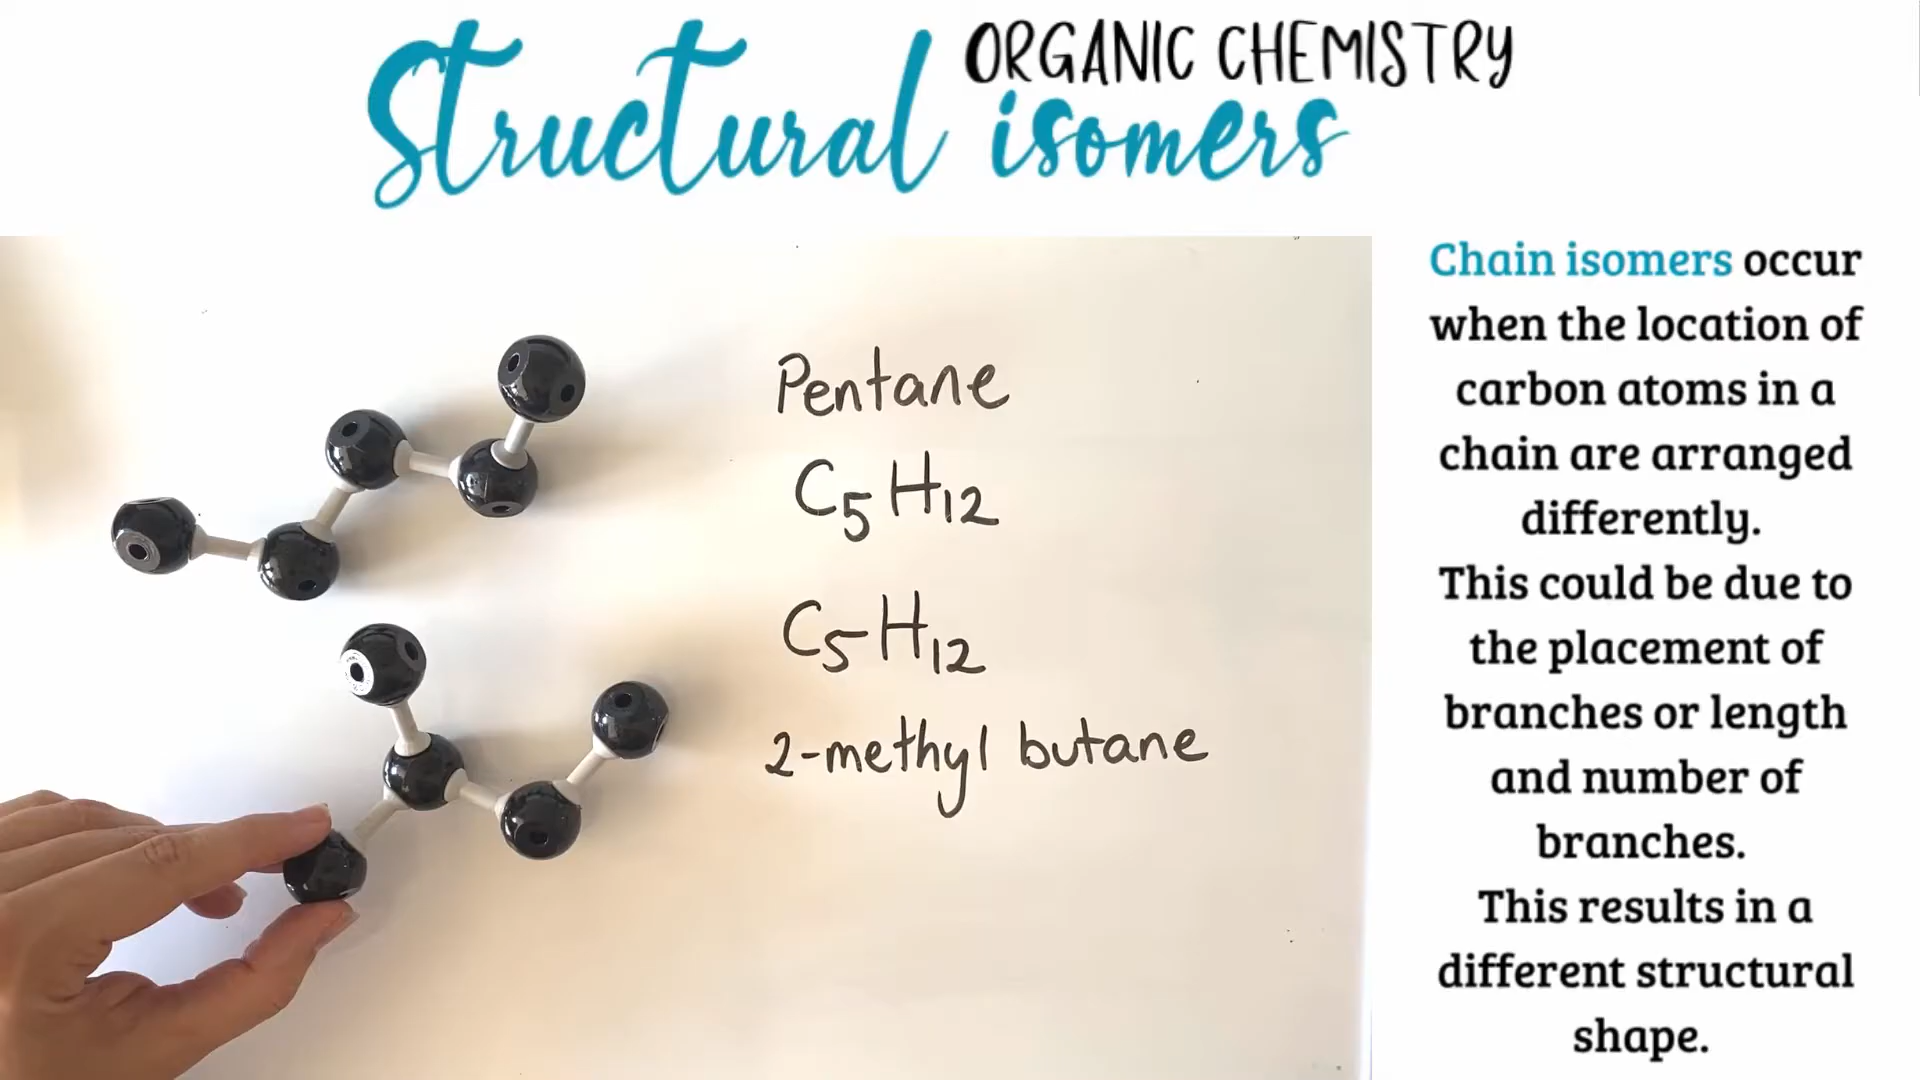 ORGANIC CHEMISTRY
Structural isomers
Pentane
C₅H₁₂
C₅H₁₂
2-methyl butane
Chain isomers occur
when the location of
carbon atoms in a
chain are arranged
differently.
This could be due to
the placement of
branches or length
and number of
branches.
This results in a
different structural
shape.